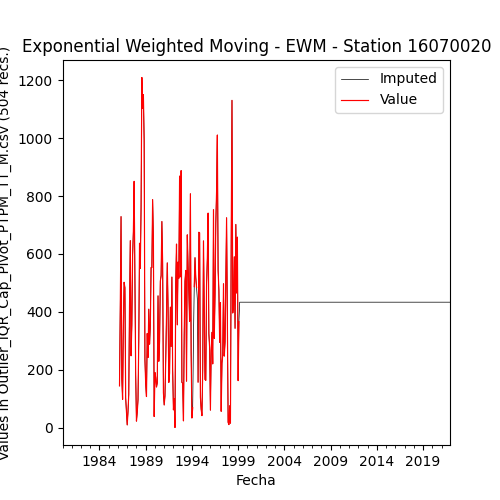 Exponential Weighted Moving - EWM - Station 16070020
Imputed
Value
Values in Outlier_IQR_Cap_Pivot_PTPM_TT_M.csv (504 recs.)
1200
1000
800
600
400
200
0
1984 1989 1994 1999 2004 2009 2014 2019
Fecha